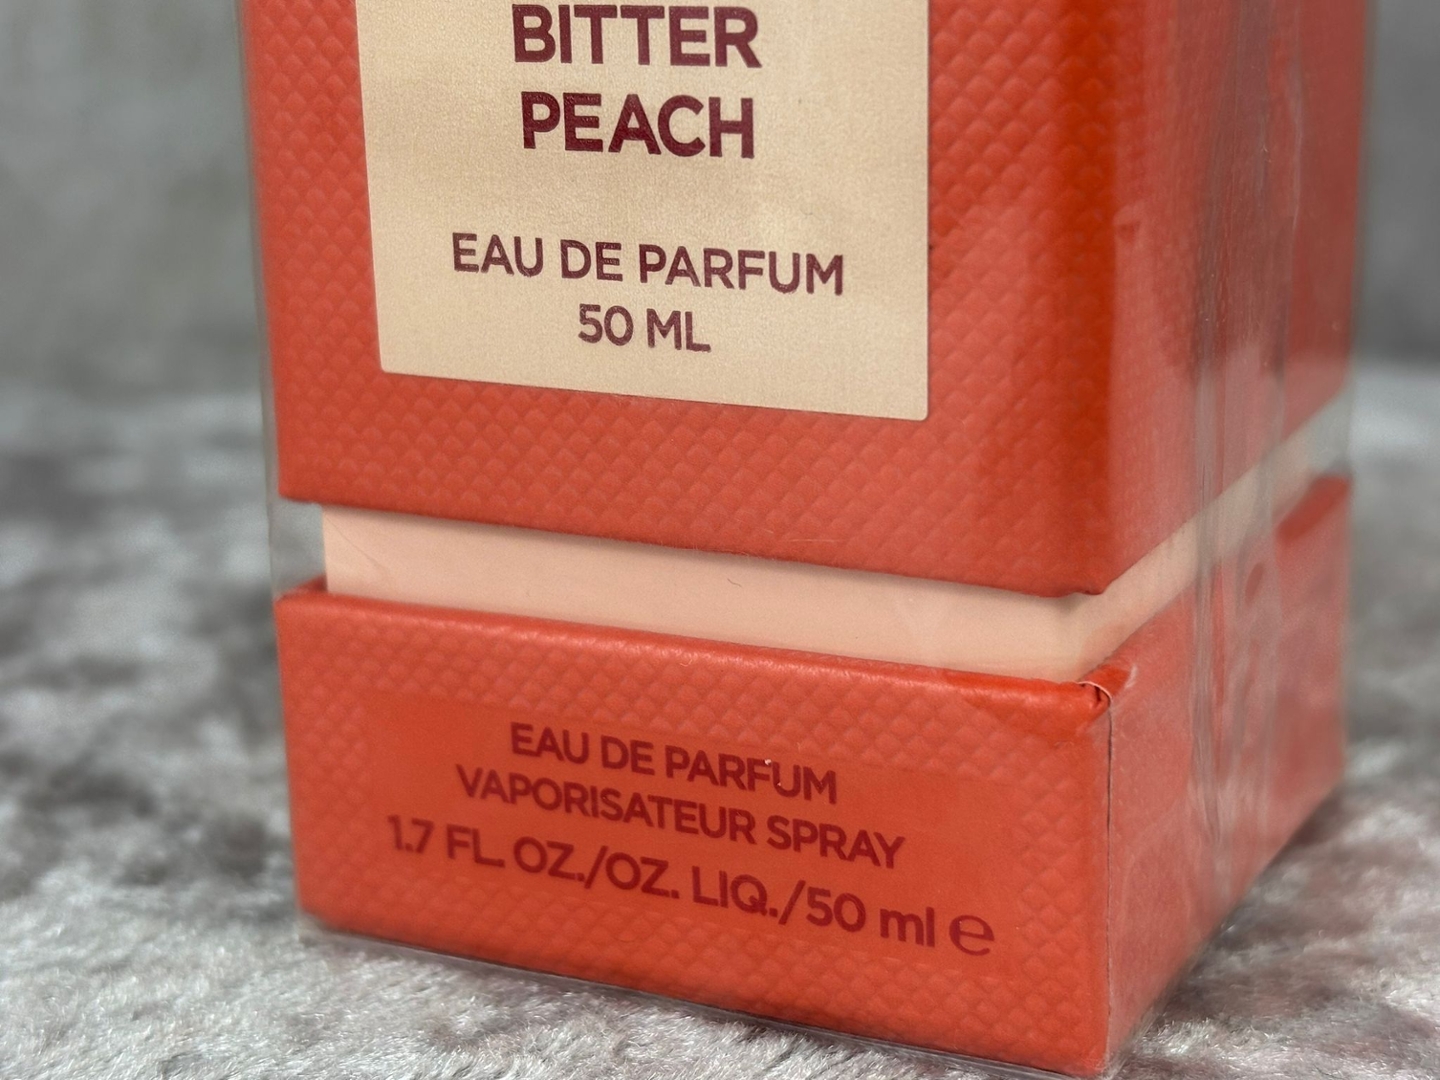 BITTER
PEACH
EAU DE PARFUM
50 ML
EAU DE PARFUM
VAPORISATEUR SPRAY
1.7 FL. OZ./OZ. LIQ./50 ml ℮